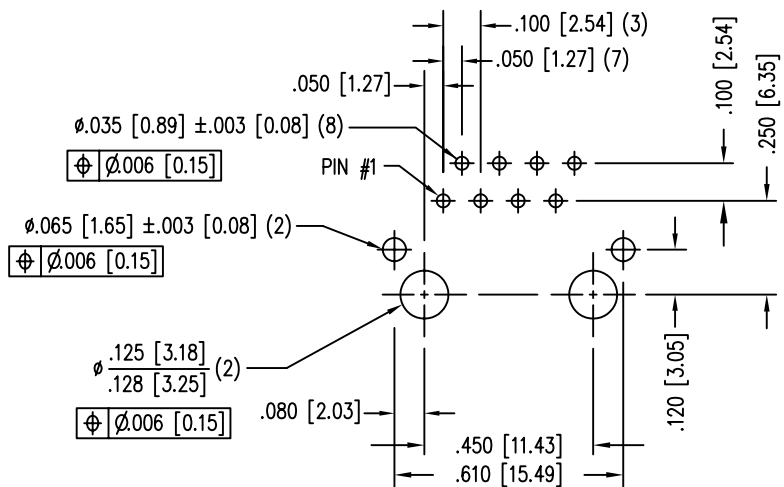 .100 [2.54] (3)
.050 [1.27] (7)
.050 [1.27]
.100 [2.54]
.250 [6.35]
ø.035 [0.89] ±.003 [0.08] (8)
⌖ Ø.006 [0.15]
PIN #1
ø.065 [1.65] ±.003 [0.08] (2)
⌖ Ø.006 [0.15]
ø .125 [3.18]
.128 [3.25] (2)
⌖ Ø.006 [0.15]
.080 [2.03]
.120 [3.05]
.450 [11.43]
.610 [15.49]